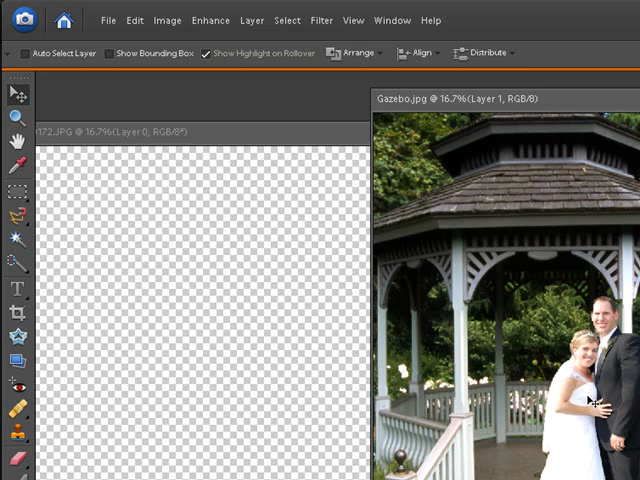 File Edit Image Enhance Layer Select Filter View Window Help
Auto Select Layer Show Bounding Box Show Highlight on Rollover Arrange Align Distribute
Gazebo.jpg @ 16.7%(Layer 1, RGB/8)
0172.JPG @ 16.7%(Layer 0, RGB/8*)
T